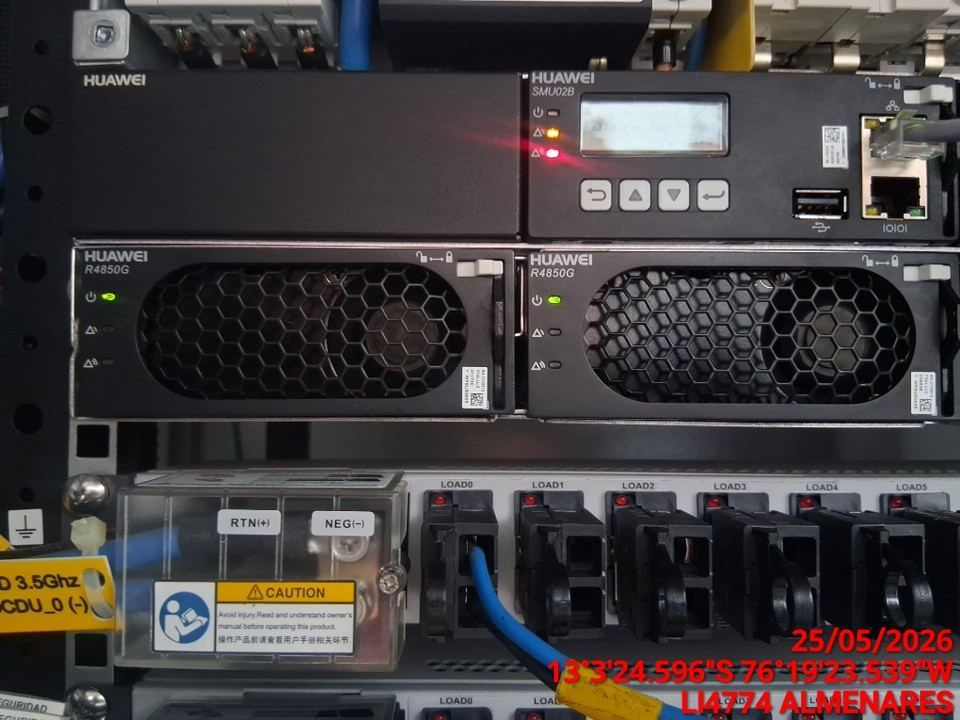 HUAWEI
HUAWEI
SMU02B
IOIOI
HUAWEI
R4850G
HUAWEI
R4850G
LOAD0
LOAD1
LOAD2
LOAD3
LOAD4
LOAD5
RTN(+)
NEG(−)
D 3.5Ghz
DCDU_0 (-)
CAUTION
Avoid injury.Read and understand owner's
manual before operating this product.
操作产品前请查看用户手册相关环节.
25/05/2026
13°3'24.596"S 76°19'23.539"W
LI4774 ALMENARES
SEGURIDAD
LOAD0